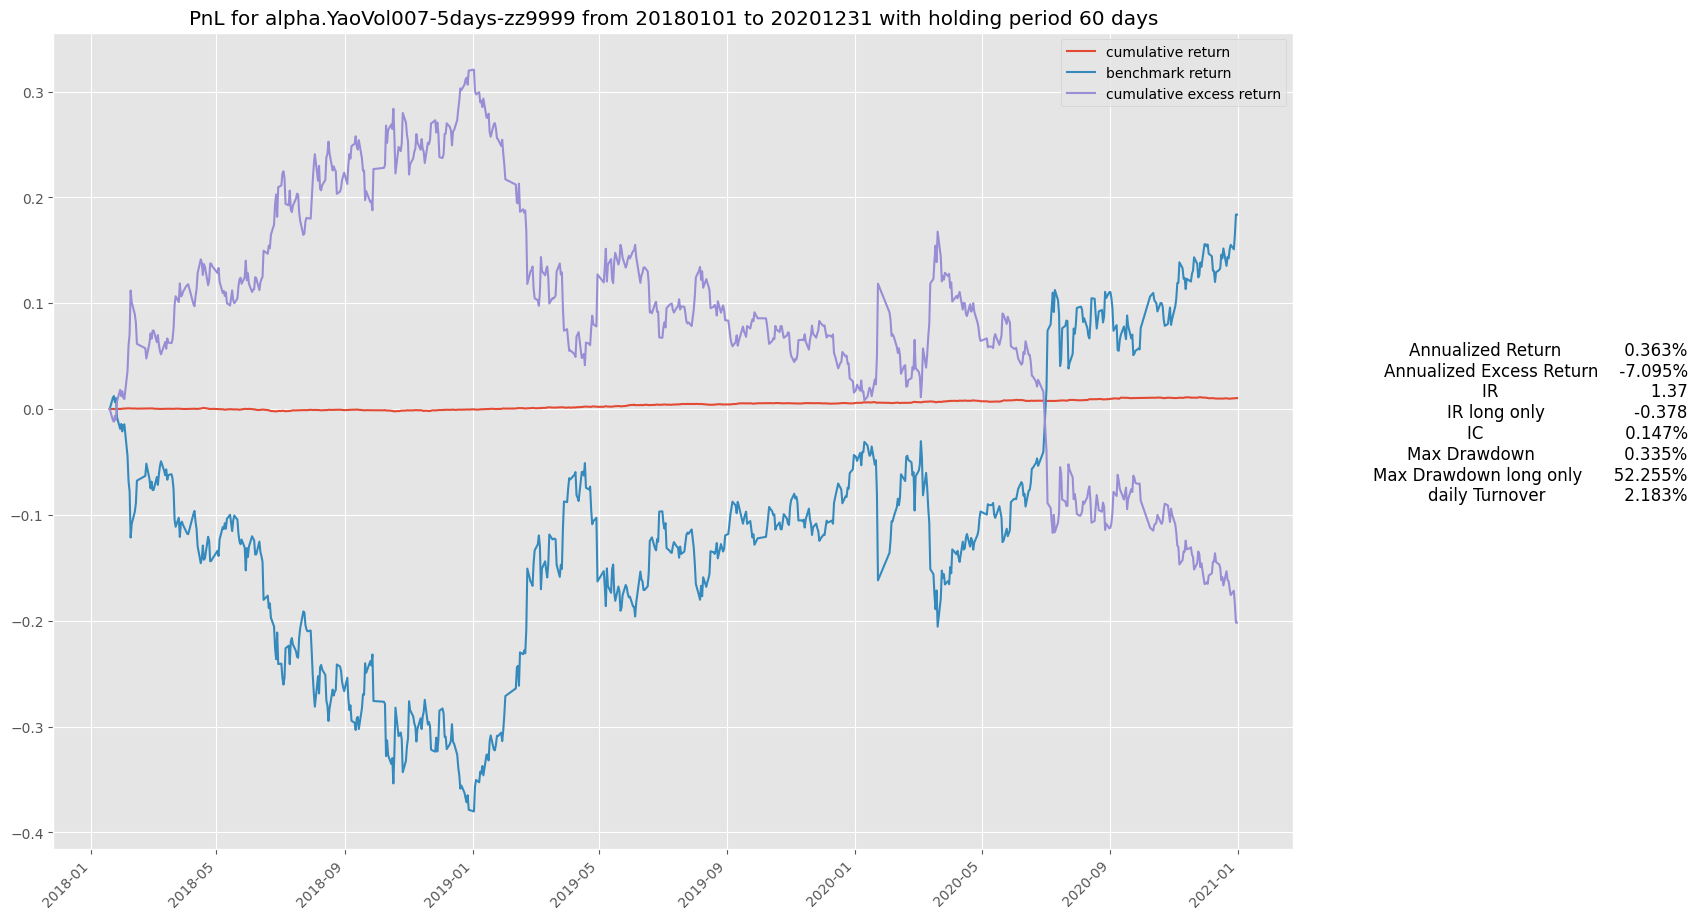 PnL for alpha.YaoVol007-5days-zz9999 from 20180101 to 20201231 with holding period 60 days
cumulative return
benchmark return
cumulative excess return
0.3
0.2
0.1
0.0
−0.1
−0.2
−0.3
−0.4
2018-01
2018-05
2018-09
2019-01
2019-05
2019-09
2020-01
2020-05
2020-09
2021-01
Annualized Return 0.363%
Annualized Excess Return -7.095%
IR 1.37
IR long only -0.378
IC 0.147%
Max Drawdown 0.335%
Max Drawdown long only 52.255%
daily Turnover 2.183%